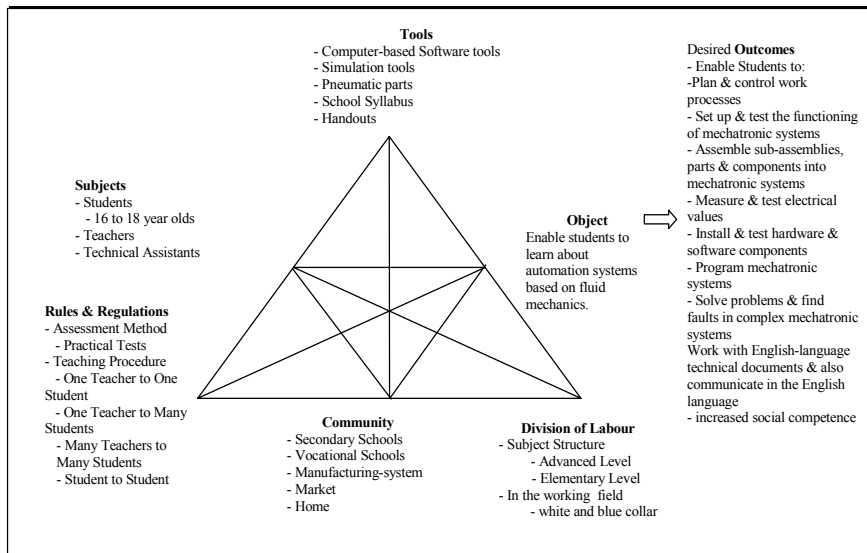 Tools
- Computer-based Software tools
- Simulation tools
- Pneumatic parts
- School Syllabus
- Handouts
Subjects
- Students
- 16 to 18 year olds
- Teachers
- Technical Assistants
Object
Enable students to
learn about
automation systems
based on fluid
mechanics.
Desired Outcomes
- Enable Students to:
-Plan & control work
processes
- Set up & test the functioning
of mechatronic systems
- Assemble sub-assemblies,
parts & components into
mechatronic systems
- Measure & test electrical
values
- Install & test hardware &
software components
- Program mechatronic
systems
- Solve problems & find
faults in complex mechatronic
systems
Work with English-language
technical documents & also
communicate in the English
language
- increased social competence
Rules & Regulations
- Assessment Method
- Practical Tests
- Teaching Procedure
- One Teacher to One
Student
- One Teacher to Many
Students
- Many Teachers to
Many Students
- Student to Student
Community
- Secondary Schools
- Vocational Schools
- Manufacturing-system
- Market
- Home
Division of Labour
- Subject Structure
- Advanced Level
- Elementary Level
- In the working field
- white and blue collar